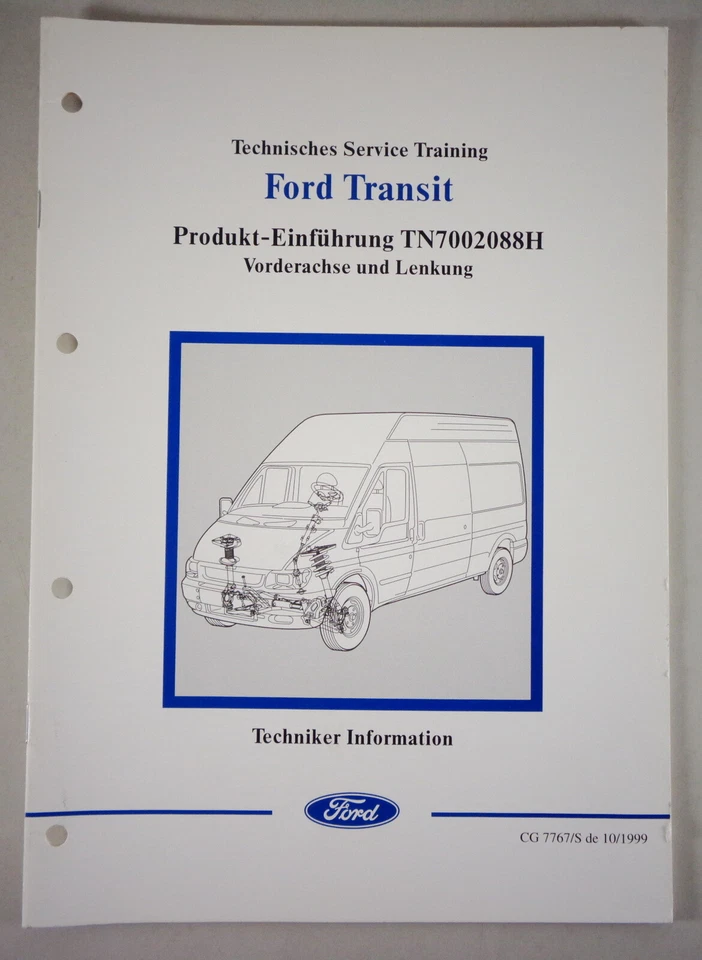 Technisches Service Training
Ford Transit
Produkt-Einführung TN7002088H
Vorderachse und Lenkung
Techniker Information
Ford
CG 7767/S de 10/1999